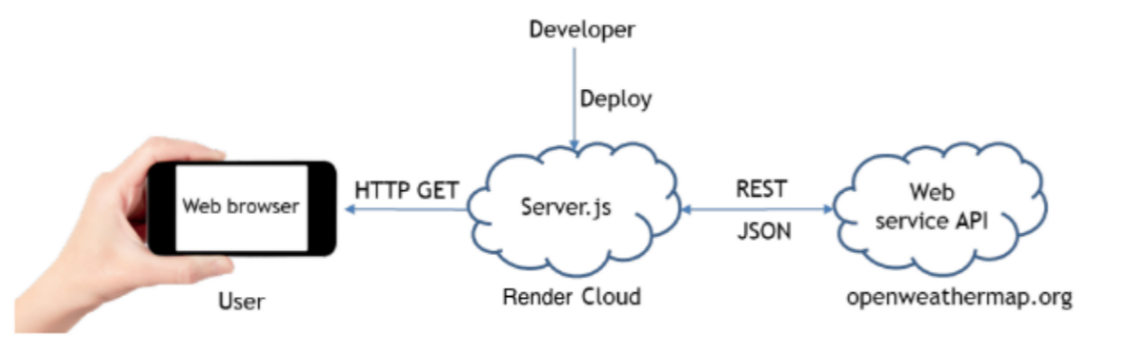 Developer
Deploy
Web browser
HTTP GET
Server.js
REST
JSON
Web
service API
User
Render Cloud
openweathermap.org